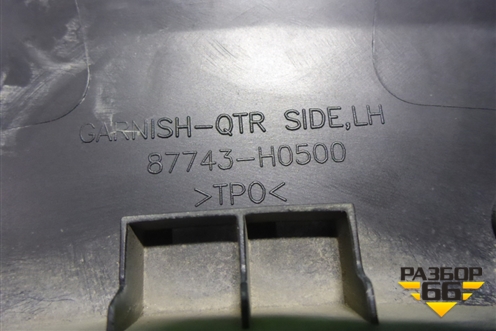 GARNISH-QTR SIDE,LH
87743-H0500
>TPO<
РАЗБОР
66